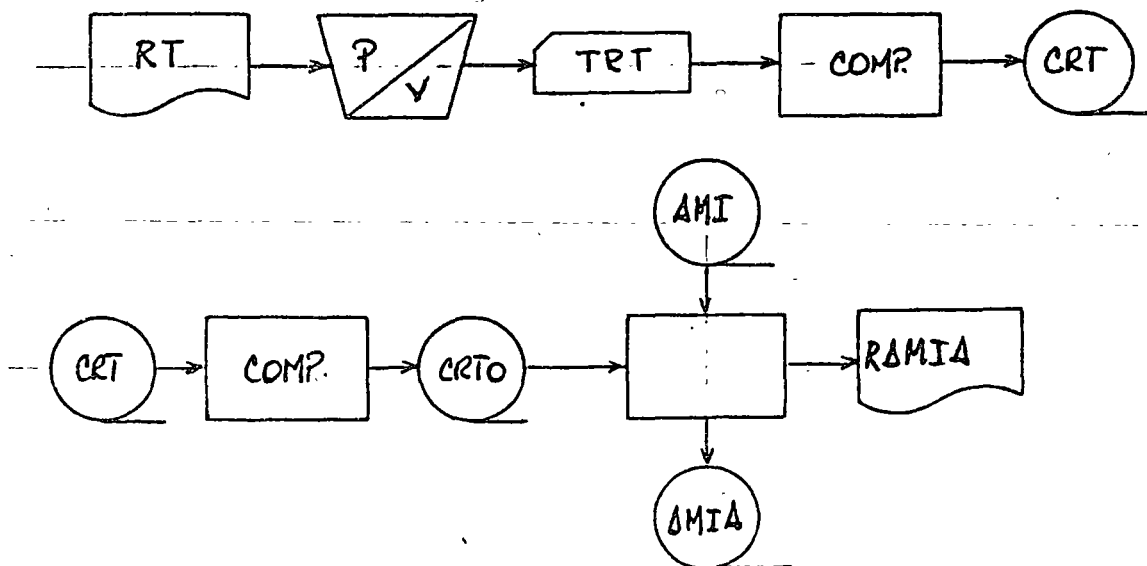 RT P V TRT COMP. CRT
AMI
CRT COMP. CRTO RAMIA
AMIA